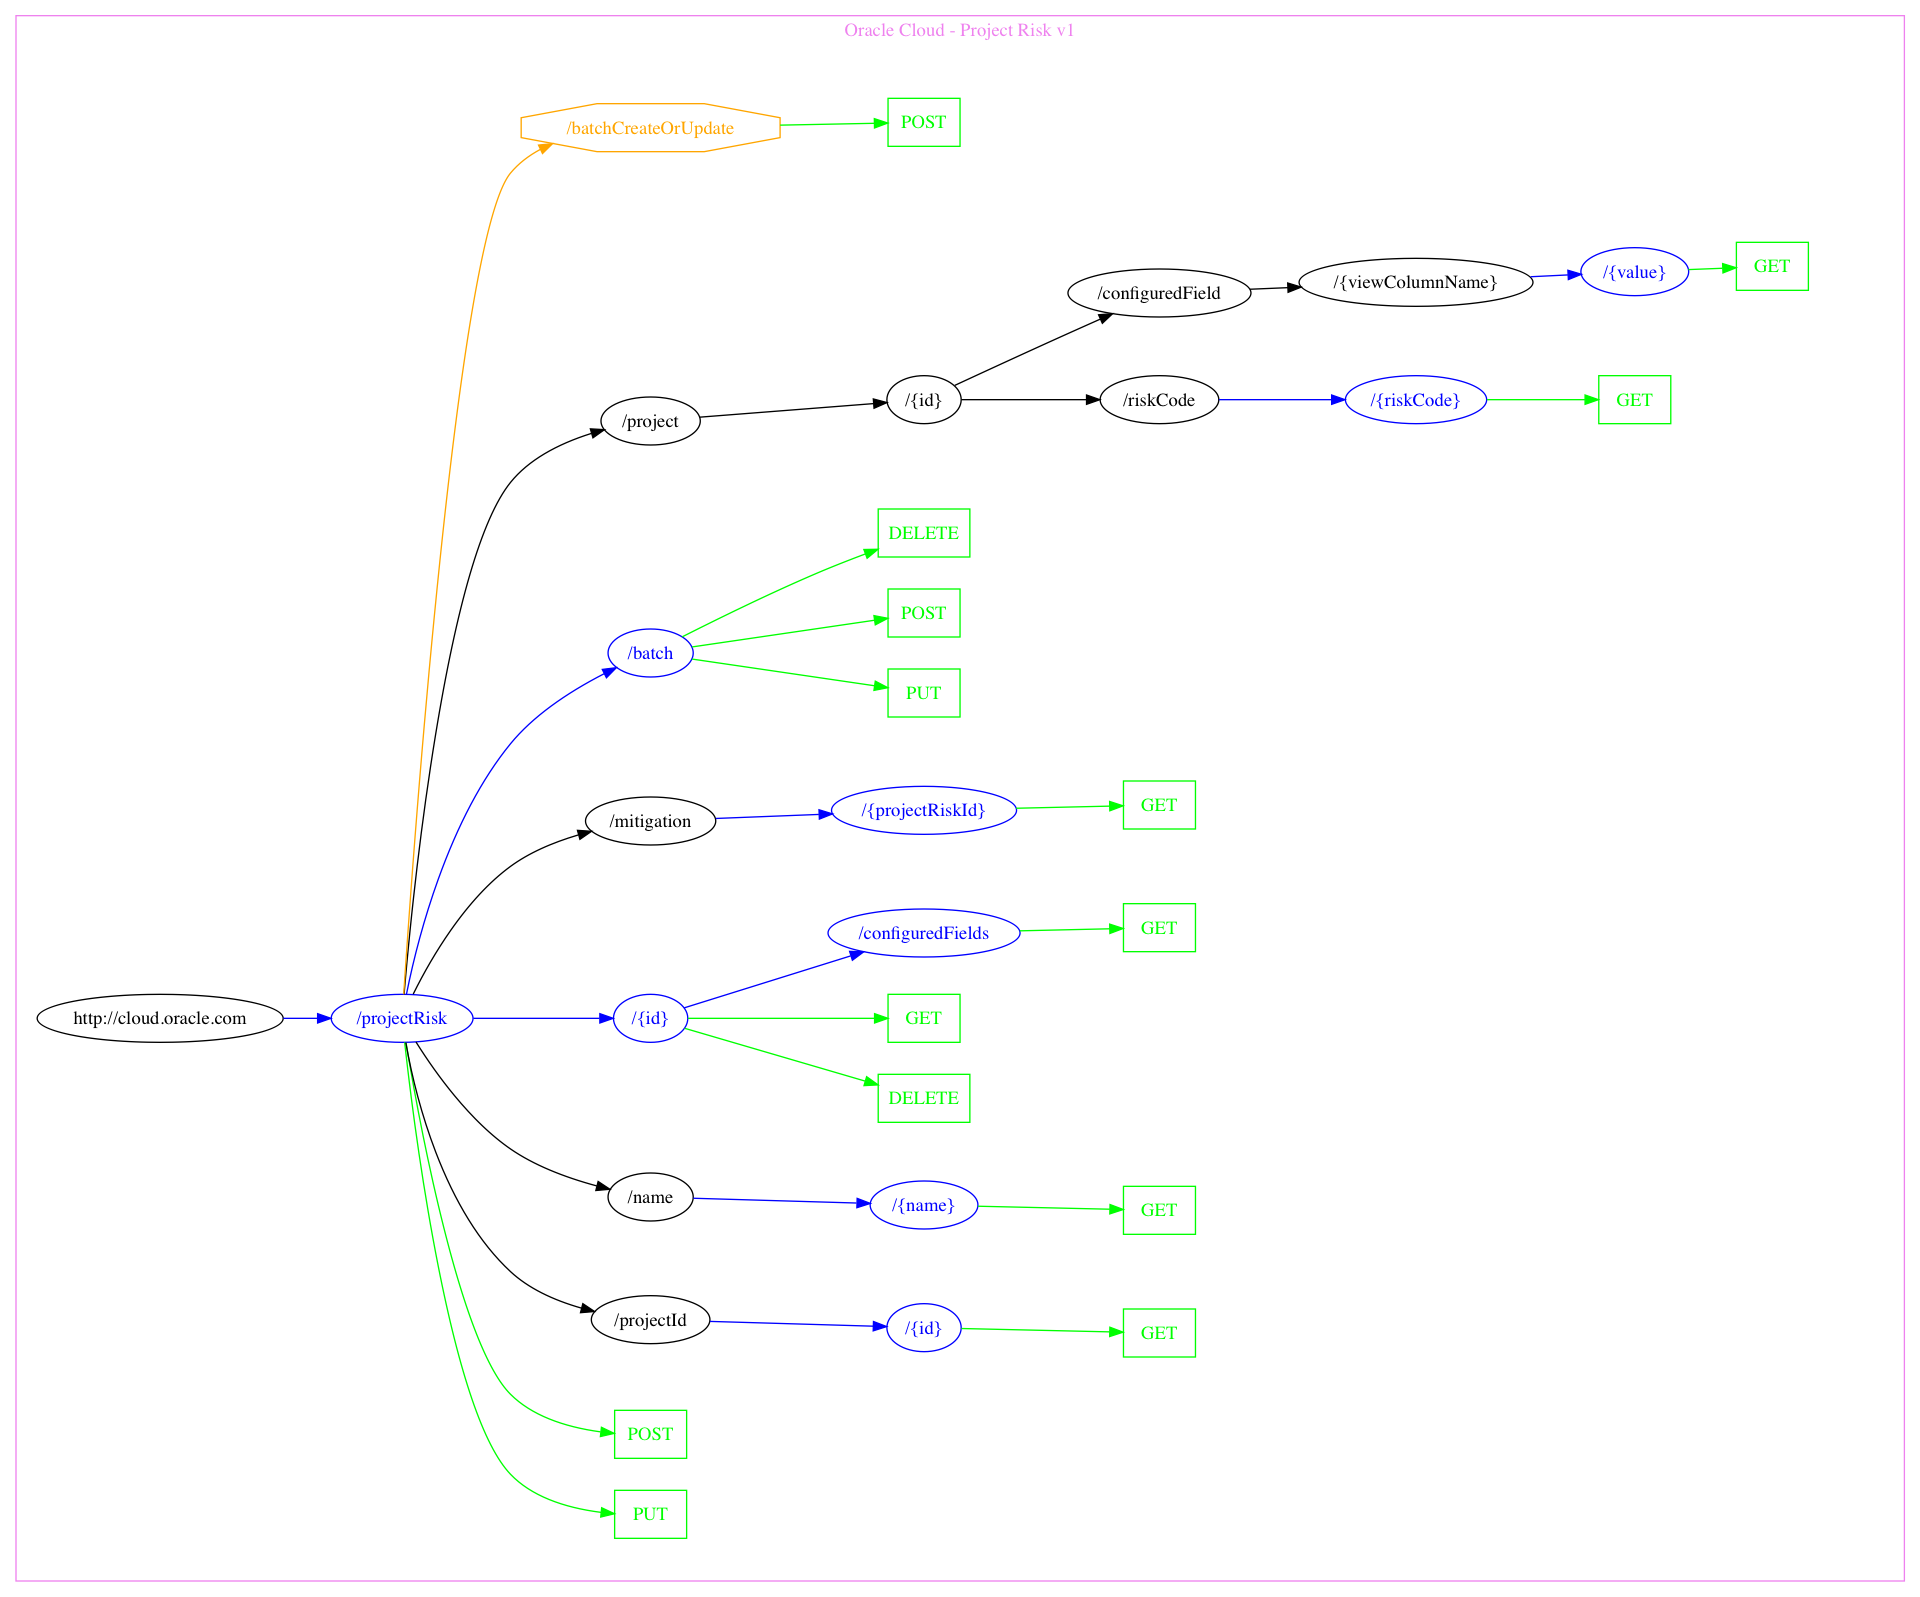 Oracle Cloud - Project Risk v1
/batchCreateOrUpdate
POST
/configuredField
/{viewColumnName}
/{value}
GET
/project
/{id}
/riskCode
/{riskCode}
GET
DELETE
POST
/batch
PUT
/mitigation
/{projectRiskId}
GET
/configuredFields
GET
http://cloud.oracle.com
/projectRisk
/{id}
GET
DELETE
/name
/{name}
GET
/projectId
/{id}
GET
POST
PUT